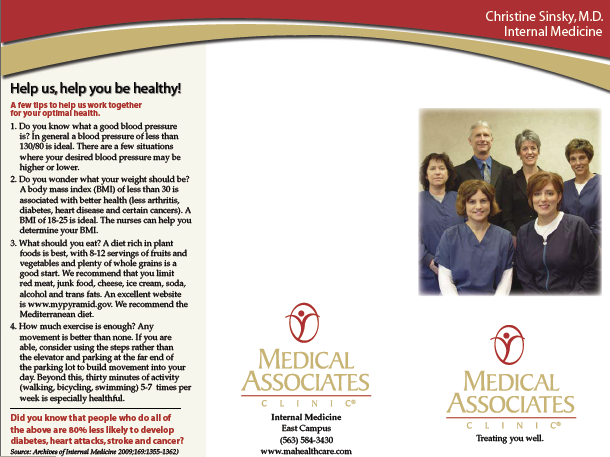 Christine Sinsky, M.D.
Internal Medicine
Help us, help you be healthy!
A few tips to help us work together
for your optimal health.
1. Do you know what a good blood pressure
is? In general a blood pressure of less than
130/80 is ideal. There are a few situations
where your desired blood pressure may be
higher or lower.
2. Do you wonder what your weight should be?
A body mass index (BMI) of less than 30 is
associated with better health (less arthritis,
diabetes, heart disease and certain cancers). A
BMI of 18-25 is ideal. The nurses can help you
determine your BMI.
3. What should you eat? A diet rich in plant
foods is best, with 8-12 servings of fruits and
vegetables and plenty of whole grains is a
good start. We recommend that you limit
red meat, junk food, cheese, ice cream, soda,
alcohol and trans fats. An excellent website
is www.mypyramid.gov. We recommend the
Mediterranean diet.
4. How much exercise is enough? Any
movement is better than none. If you are
able, consider using the steps rather than
the elevator and parking at the far end of
the parking lot to build movement into your
day. Beyond this, thirty minutes of activity
(walking, bicycling, swimming) 5-7 times per
week is especially healthful.
Did you know that people who do all of
the above are 80% less likely to develop
diabetes, heart attacks, stroke and cancer?
Source: Archives of Internal Medicine 2009;169:1355-1362)
MEDICAL
ASSOCIATES
CLINIC®
Internal Medicine
East Campus
(563) 584-3430
www.mahealthcare.com
MEDICAL
ASSOCIATES
CLINIC®
Treating you well.